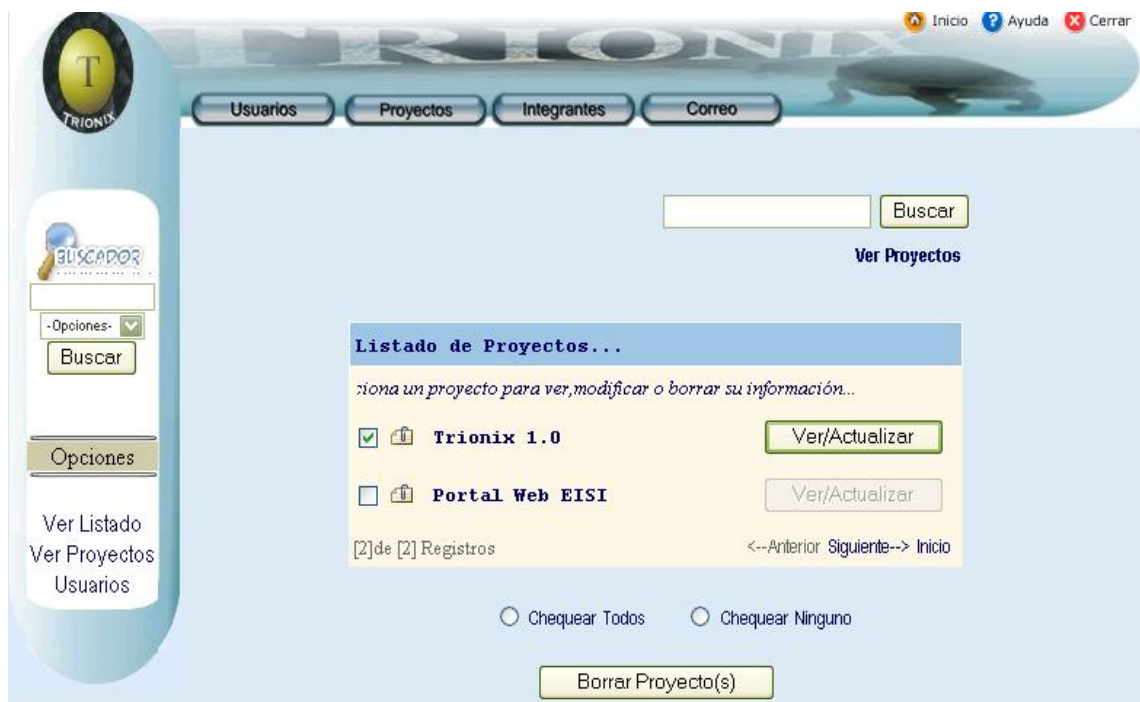 TRIONIX
Inicio Ayuda Cerrar
T
TRIONIX
Usuarios Proyectos Integrantes Correo
Buscar
Ver Proyectos
BUSCADOR
-Opciones-
Buscar
Listado de Proyectos...
ciona un proyecto para ver,modificar o borrar su información...
Trionix 1.0 Ver/Actualizar
Portal Web EISI Ver/Actualizar
[2]de [2] Registros <--Anterior Siguiente--> Inicio
Opciones
Ver Listado
Ver Proyectos
Usuarios
Chequear Todos Chequear Ninguno
Borrar Proyecto(s)